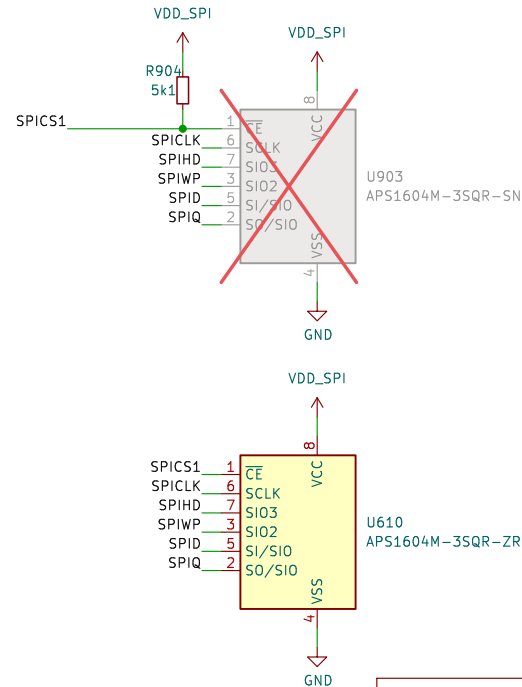 VDD_SPI
VDD_SPI
R904
5k1
8
VCC
SPICS1
1
CE
SPICLK
6
SCLK
SPIHD
7
SIO3
SPIWP
3
SIO2
SPID
5
SI/SIO
SPIQ
2
SO/SIO
U903
APS1604M-3SQR-SN
VSS
4
GND
VDD_SPI
8
VCC
SPICS1
1
CE
SPICLK
6
SCLK
SPIHD
7
SIO3
SPIWP
3
SIO2
SPID
5
SI/SIO
SPIQ
2
SO/SIO
U610
APS1604M-3SQR-ZR
VSS
4
GND